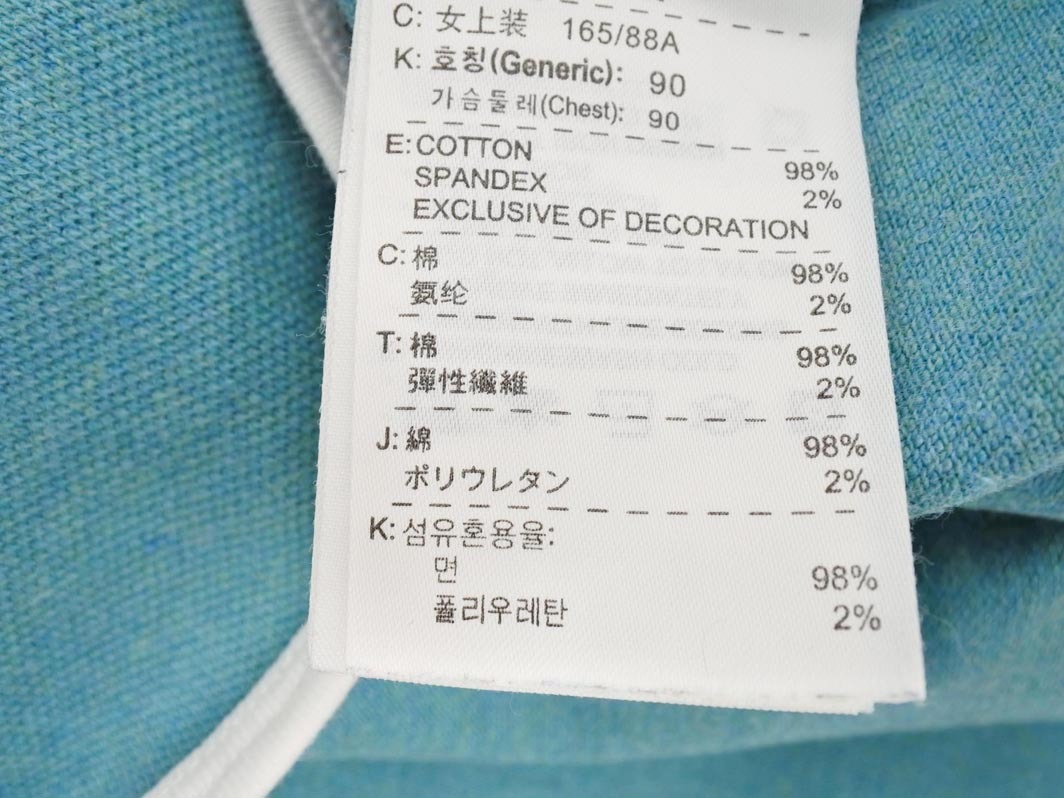 C: 女上装 165/88A
K: 호칭(Generic): 90
가슴둘레(Chest): 90
E: COTTON 98%
SPANDEX 2%
EXCLUSIVE OF DECORATION
C: 棉 98%
氨纶 2%
T: 棉 98%
彈性纖維 2%
J: 綿 98%
ポリウレタン 2%
K: 섬유혼용율:
면 98%
폴리우레탄 2%